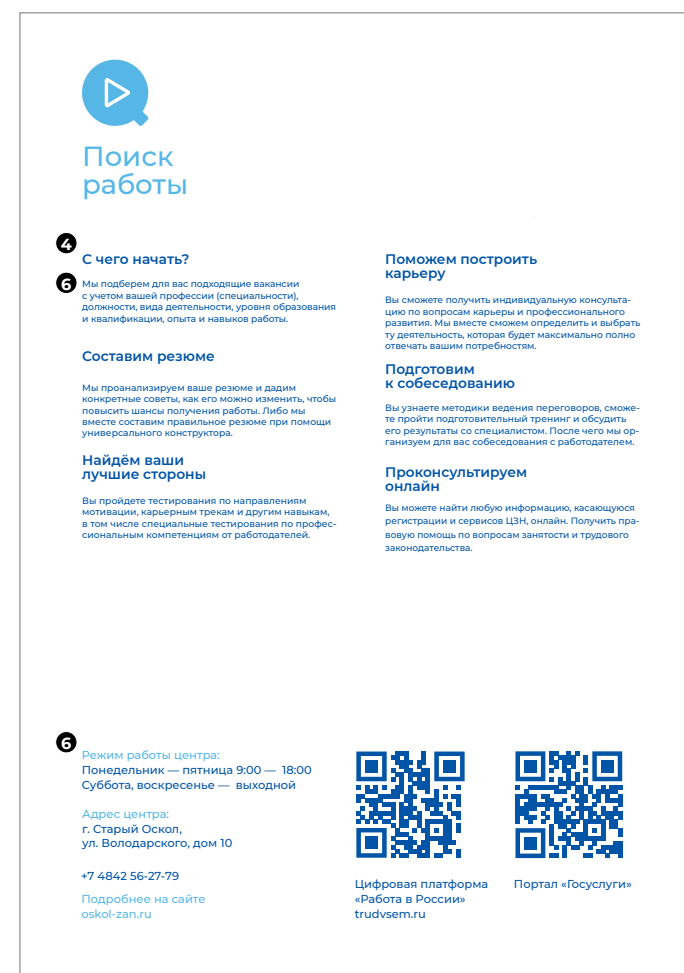 Поиск
работы
4
С чего начать?
6
Мы подберем для вас подходящие вакансии
с учетом вашей профессии (специальности),
должности, вида деятельности, уровня образования
и квалификации, опыта и навыков работы.
Составим резюме
Мы проанализируем ваше резюме и дадим
конкретные советы, как его можно изменить, чтобы
повысить шансы получения работы. Либо мы
вместе составим правильное резюме при помощи
универсального конструктора.
Найдём ваши
лучшие стороны
Вы пройдете тестирования по направлениям
мотивации, карьерным трекам и другим навыкам,
в том числе специальные тестирования по профес-
сиональным компетенциям от работодателей.
Поможем построить
карьеру
Вы сможете получить индивидуальную консульта-
цию по вопросам карьеры и профессионального
развития. Мы вместе сможем определить и выбрать
ту деятельность, которая будет максимально полно
отвечать вашим потребностям.
Подготовим
к собеседованию
Вы узнаете методики ведения переговоров, сможе-
те пройти подготовительный тренинг и обсудить
его результаты со специалистом. После чего мы ор-
ганизуем для вас собеседования с работодателем.
Проконсультируем
онлайн
Вы можете найти любую информацию, касающуюся
регистрации и сервисов ЦЗН, онлайн. Получить пра-
вовую помощь по вопросам занятости и трудового
законодательства.
6
Режим работы центра:
Понедельник — пятница 9:00 — 18:00
Суббота, воскресенье — выходной
Адрес центра:
г. Старый Оскол,
ул. Володарского, дом 10
+7 4842 56-27-79
Подробнее на сайте
oskol-zan.ru
Цифровая платформа
«Работа в России»
trudvsem.ru
Портал «Госуслуги»